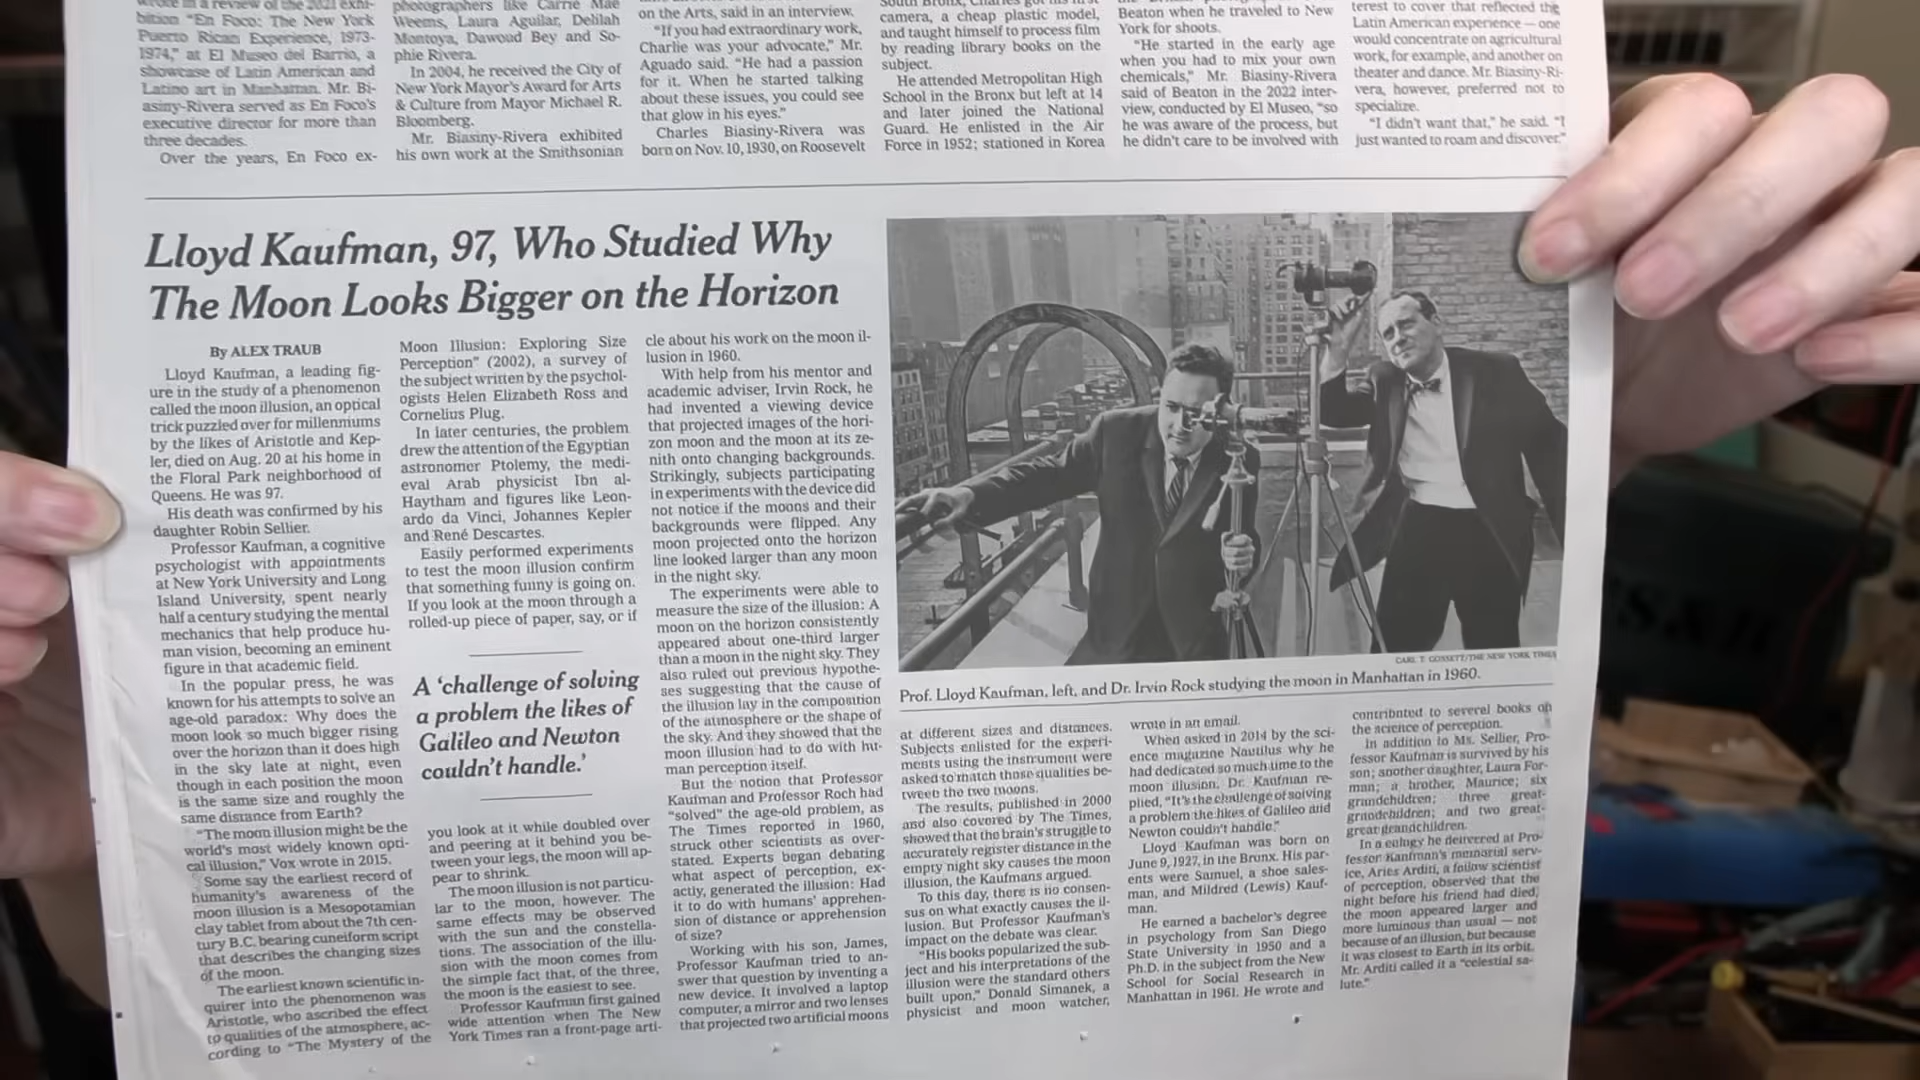 wrote in a review of the 2021 exhi-
bition "En Foco: The New York
Puerto Rican Experience, 1973-
1974," at El Museo del Barrio, a
showcase of Latin American and
Latino art in Manhattan. Mr. Bi-
asiny-Rivera served as En Foco's
executive director for more than
three decades.
Over the years, En Foco ex-
photographers like Carrie Mae
Weems, Laura Aguilar, Delilah
Montoya, Dawoud Bey and So-
phie Rivera.
In 2004, he received the City of
New York Mayor's Award for Arts
& Culture from Mayor Michael R.
Bloomberg.
Mr. Biasiny-Rivera exhibited
his own work at the Smithsonian
on the Arts, said in an interview.
"If you had extraordinary work,
Charlie was your advocate," Mr.
Aguado said. "He had a passion
for it. When he started talking
about these issues, you could see
that glow in his eyes."
Charles Biasiny-Rivera was
born on Nov. 10, 1930, on Roosevelt
South Bronx, Charles got his first
camera, a cheap plastic model,
and taught himself to process film
by reading library books on the
subject.
He attended Metropolitan High
School in the Bronx but left at 14
and later joined the National
Guard. He enlisted in the Air
Force in 1952; stationed in Korea
Beaton when he traveled to New
York for shoots.
"He started in the early age
when you had to mix your own
chemicals," Mr. Biasiny-Rivera
said of Beaton in the 2022 inter-
view, conducted by El Museo, "so
he was aware of the process, but
he didn't care to be involved with
terest to cover that reflected the
Latin American experience — one
would concentrate on agricultural
work, for example, and another on
theater and dance. Mr. Biasiny-Ri-
vera, however, preferred not to
specialize.
"I didn't want that," he said. "I
just wanted to roam and discover."
Lloyd Kaufman, 97, Who Studied Why
The Moon Looks Bigger on the Horizon
By ALEX TRAUB
Lloyd Kaufman, a leading fig-
ure in the study of a phenomenon
called the moon illusion, an optical
trick puzzled over for millenniums
by the likes of Aristotle and Kep-
ler, died on Aug. 20 at his home in
the Floral Park neighborhood of
Queens. He was 97.
His death was confirmed by his
daughter Robin Sellier.
Professor Kaufman, a cognitive
psychologist with appointments
at New York University and Long
Island University, spent nearly
half a century studying the mental
mechanics that help produce hu-
man vision, becoming an eminent
figure in that academic field.
In the popular press, he was
known for his attempts to solve an
age-old paradox: Why does the
moon look so much bigger rising
over the horizon than it does high
in the sky late at night, even
though in each position the moon
is the same size and roughly the
same distance from Earth?
"The moon illusion might be the
world's most widely known opti-
cal illusion," Vox wrote in 2015.
Some say the earliest record of
humanity's awareness of the
moon illusion is a Mesopotamian
clay tablet from about the 7th cen-
tury B.C. bearing cuneiform script
that describes the changing sizes
of the moon.
The earliest known scientific in-
quirer into the phenomenon was
Aristotle, who ascribed the effect
to qualities of the atmosphere, ac-
cording to "The Mystery of the
Moon Illusion: Exploring Size
Perception" (2002), a survey of
the subject written by the psychol-
ogists Helen Elizabeth Ross and
Cornelius Plug.
In later centuries, the problem
drew the attention of the Egyptian
astronomer Ptolemy, the medi-
eval Arab physicist Ibn al-
Haytham and figures like Leon-
ardo da Vinci, Johannes Kepler
and René Descartes.
Easily performed experiments
to test the moon illusion confirm
that something funny is going on.
If you look at the moon through a
rolled-up piece of paper, say, or if
A 'challenge of solving
a problem the likes of
Galileo and Newton
couldn't handle.'
you look at it while doubled over
and peering at it behind you be-
tween your legs, the moon will ap-
pear to shrink.
The moon illusion is not particu-
lar to the moon, however. The
same effects may be observed
with the sun and the constella-
tions. The association of the illu-
sion with the moon comes from
the simple fact that, of the three,
the moon is the easiest to see.
Professor Kaufman first gained
wide attention when The New
York Times ran a front-page arti-
cle about his work on the moon il-
lusion in 1960.
With help from his mentor and
academic adviser, Irvin Rock, he
had invented a viewing device
that projected images of the hori-
zon moon and the moon at its ze-
nith onto changing backgrounds.
Strikingly, subjects participating
in experiments with the device did
not notice if the moons and their
backgrounds were flipped. Any
moon projected onto the horizon
line looked larger than any moon
in the night sky.
The experiments were able to
measure the size of the illusion: A
moon on the horizon consistently
appeared about one-third larger
than a moon in the night sky. They
also ruled out previous hypothe-
ses suggesting that the cause of
the illusion lay in the composition
of the atmosphere or the shape of
the sky. And they showed that the
moon illusion had to do with hu-
man perception itself.
But the notion that Professor
Kaufman and Professor Roch had
"solved" the age-old problem, as
The Times reported in 1960,
struck other scientists as over-
stated. Experts began debating
what aspect of perception, ex-
actly, generated the illusion: Had
it to do with humans' apprehen-
sion of distance or apprehension
of size?
Working with his son, James,
Professor Kaufman tried to an-
swer that question by inventing a
new device. It involved a laptop
computer, a mirror and two lenses
that projected two artificial moons
CARL T. GOSSETT/THE NEW YORK TIMES
Prof. Lloyd Kaufman, left, and Dr. Irvin Rock studying the moon in Manhattan in 1960.
at different sizes and distances.
Subjects enlisted for the experi-
ments using the instrument were
asked to match those qualities be-
tween the two moons.
The results, published in 2000
and also covered by The Times,
showed that the brain's struggle to
accurately register distance in the
empty night sky causes the moon
illusion, the Kaufmans argued.
To this day, there is no consen-
sus on what exactly causes the il-
lusion. But Professor Kaufman's
impact on the debate was clear.
"His books popularized the sub-
ject and his interpretations of the
illusion were the standard others
built upon," Donald Simanek, a
physicist and moon watcher,
wrote in an email.
When asked in 2014 by the sci-
ence magazine Nautilus why he
had dedicated so much time to the
moon illusion, Dr. Kaufman re-
plied, "It's the challenge of solving
a problem the likes of Galileo and
Newton couldn't handle."
Lloyd Kaufman was born on
June 9, 1927, in the Bronx. His par-
ents were Samuel, a shoe sales-
man, and Mildred (Lewis) Kauf-
man.
He earned a bachelor's degree
in psychology from San Diego
State University in 1950 and a
Ph.D. in the subject from the New
School for Social Research in
Manhattan in 1961. He wrote and
contributed to several books on
the science of perception.
In addition to Ms. Sellier, Pro-
fessor Kaufman is survived by his
son; another daughter, Laura For-
man; a brother, Maurice; six
grandchildren; three great-
grandchildren; and two great-
great-grandchildren.
In a eulogy he delivered at Pro-
fessor Kaufman's memorial serv-
ice, Aries Arditi, a fellow scientist
of perception, observed that the
night before his friend had died,
the moon appeared larger and
more luminous than usual — not
because of an illusion, but because
it was closest to Earth in its orbit.
Mr. Arditi called it a "celestial sa-
lute."